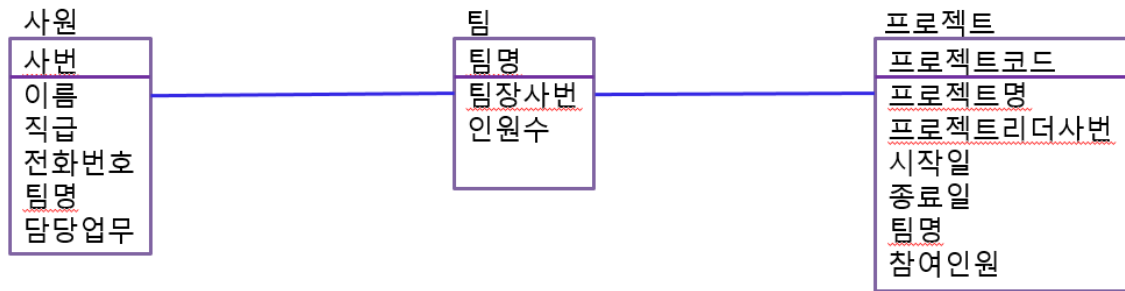 사원
사번
이름
직급
전화번호
팀명
담당업무
팀
팀명
팀장사번
인원수
프로젝트
프로젝트코드
프로젝트명
프로젝트리더사번
시작일
종료일
팀명
참여인원